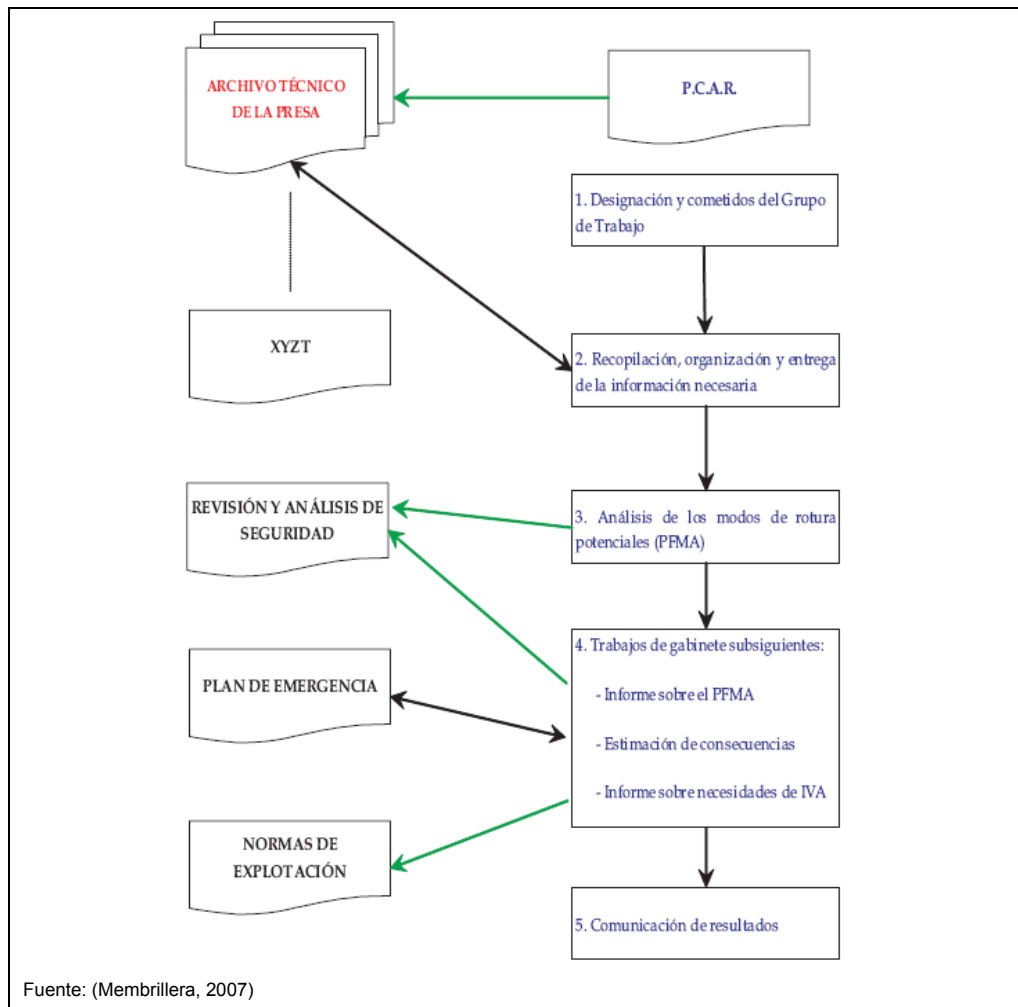 ARCHIVO TÉCNICO
DE LA PRESA
P.C.A.R.
1. Designación y cometidos del Grupo
de Trabajo
XYZT
2. Recopilación, organización y entrega
de la información necesaria
REVISIÓN Y ANÁLISIS DE
SEGURIDAD
3. Análisis de los modos de rotura
potenciales (PFMA)
4. Trabajos de gabinete subsiguientes:
- Informe sobre el PFMA
- Estimación de consecuencias
- Informe sobre necesidades de IVA
PLAN DE EMERGENCIA
NORMAS DE
EXPLOTACIÓN
5. Comunicación de resultados
Fuente: (Membrillera, 2007)